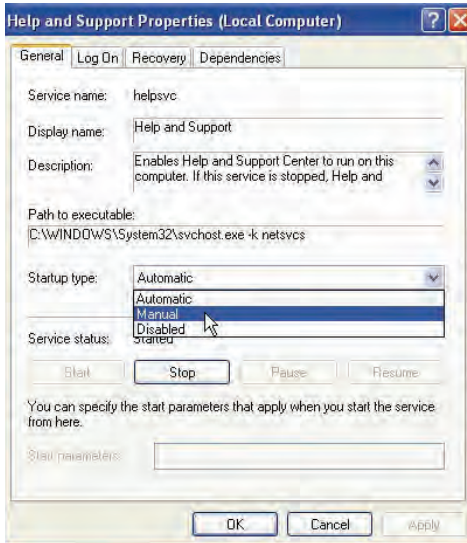 Help and Support Properties (Local Computer)
General Log On Recovery Dependencies
Service name: helpsvc
Display name: Help and Support
Description: Enables Help and Support Center to run on this
computer. If this service is stopped, Help and
Path to executable:
C:\WINDOWS\System32\svchost.exe -k netsvcs
Startup type: Automatic
Automatic
Manual
Disabled
Service status: Started
Start Stop Pause Resume
You can specify the start parameters that apply when you start the service
from here.
Start parameters:
OK Cancel Apply